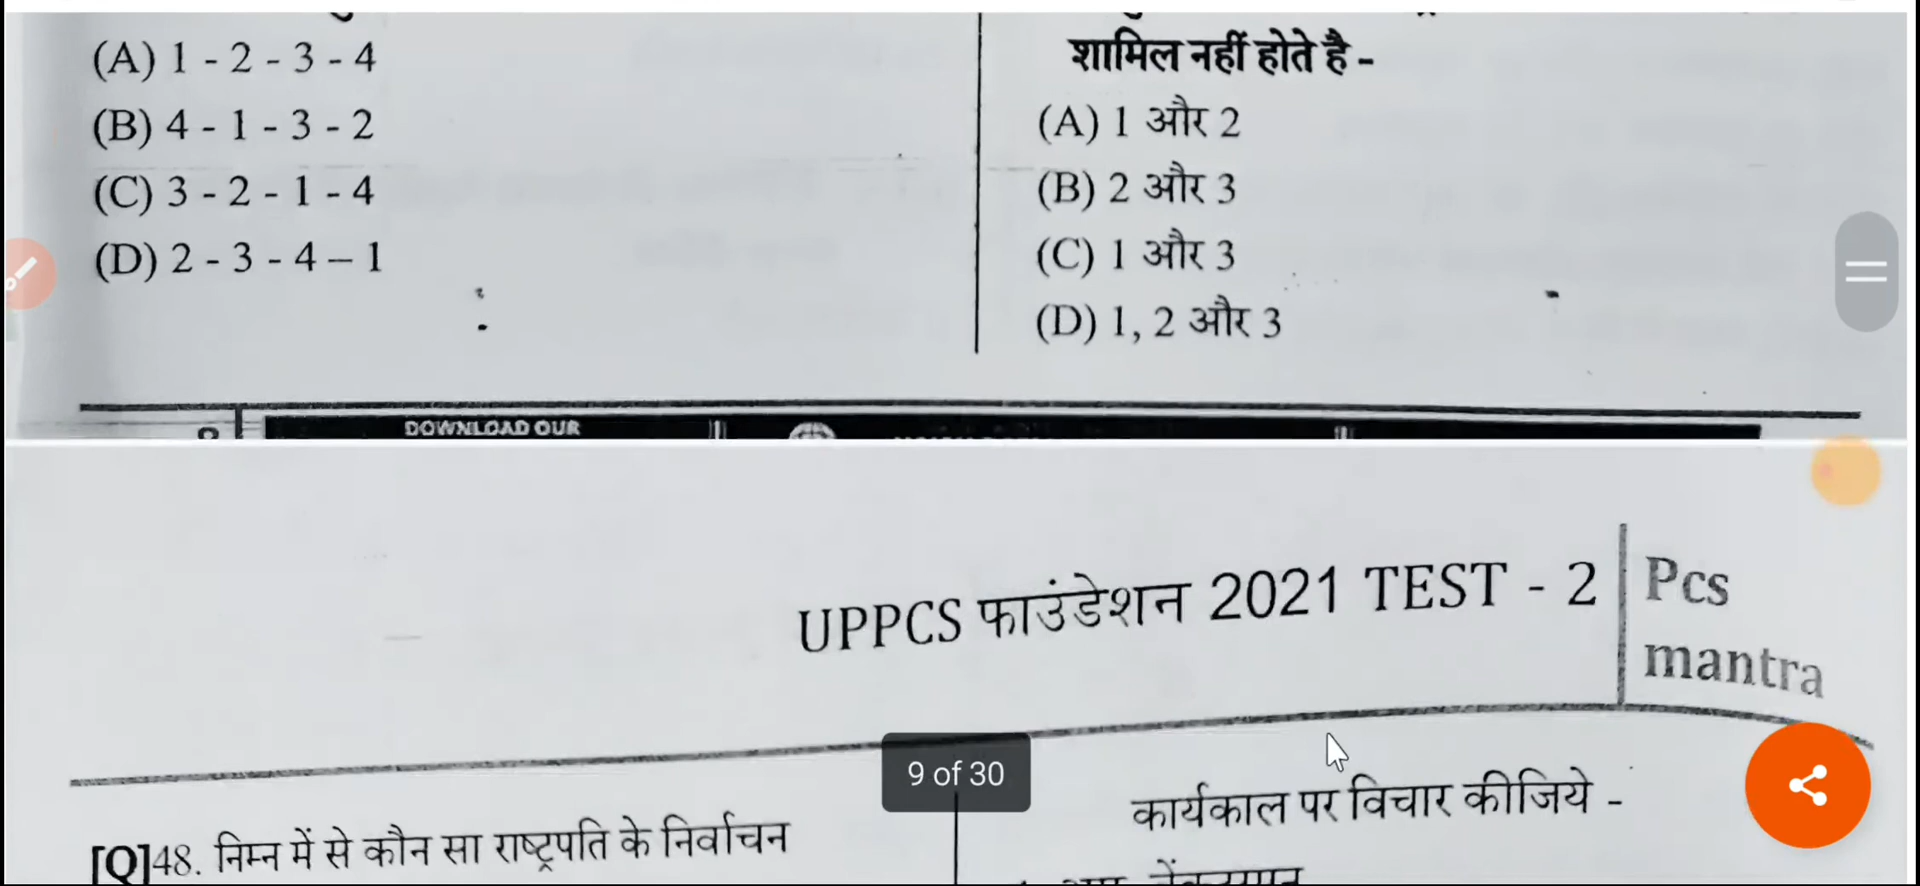 (A) 1 - 2 - 3 - 4
(B) 4 - 1 - 3 - 2
(C) 3 - 2 - 1 - 4
(D) 2 - 3 - 4 – 1
शामिल नहीं होते है -
(A) 1 और 2
(B) 2 और 3
(C) 1 और 3
(D) 1, 2 और 3
DOWNLOAD OUR
UPPCS फाउंडेशन 2021 TEST - 2
Pcs
mantra
9 of 30
[Q]48. निम्न में से कौन सा राष्ट्रपति के निर्वाचन
कार्यकाल पर विचार कीजिये -